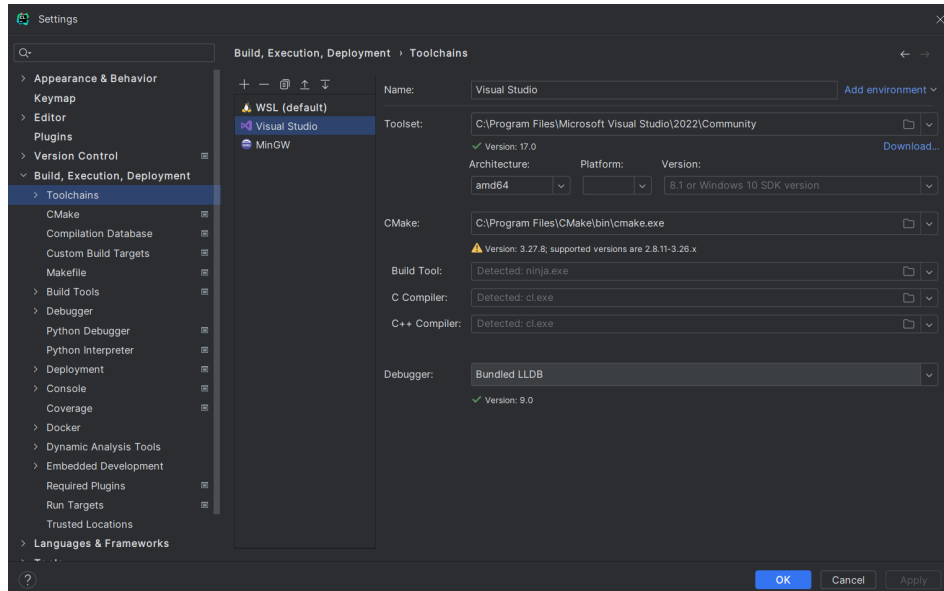 Settings
Build, Execution, Deployment › Toolchains
Appearance & Behavior
Keymap
Editor
Plugins
Version Control
Build, Execution, Deployment
Toolchains
CMake
Compilation Database
Custom Build Targets
Makefile
Build Tools
Debugger
Python Debugger
Python Interpreter
Deployment
Console
Coverage
Docker
Dynamic Analysis Tools
Embedded Development
Required Plugins
Run Targets
Trusted Locations
Languages & Frameworks
WSL (default)
Visual Studio
MinGW
Name: Visual Studio Add environment
Toolset: C:\Program Files\Microsoft Visual Studio\2022\Community
Version: 17.0 Download...
Architecture: Platform: Version:
amd64 8.1 or Windows 10 SDK version
CMake: C:\Program Files\CMake\bin\cmake.exe
Version: 3.27.8; supported versions are 2.8.11-3.26.x
Build Tool: Detected: ninja.exe
C Compiler: Detected: cl.exe
C++ Compiler: Detected: cl.exe
Debugger: Bundled LLDB
Version: 9.0
? OK Cancel Apply